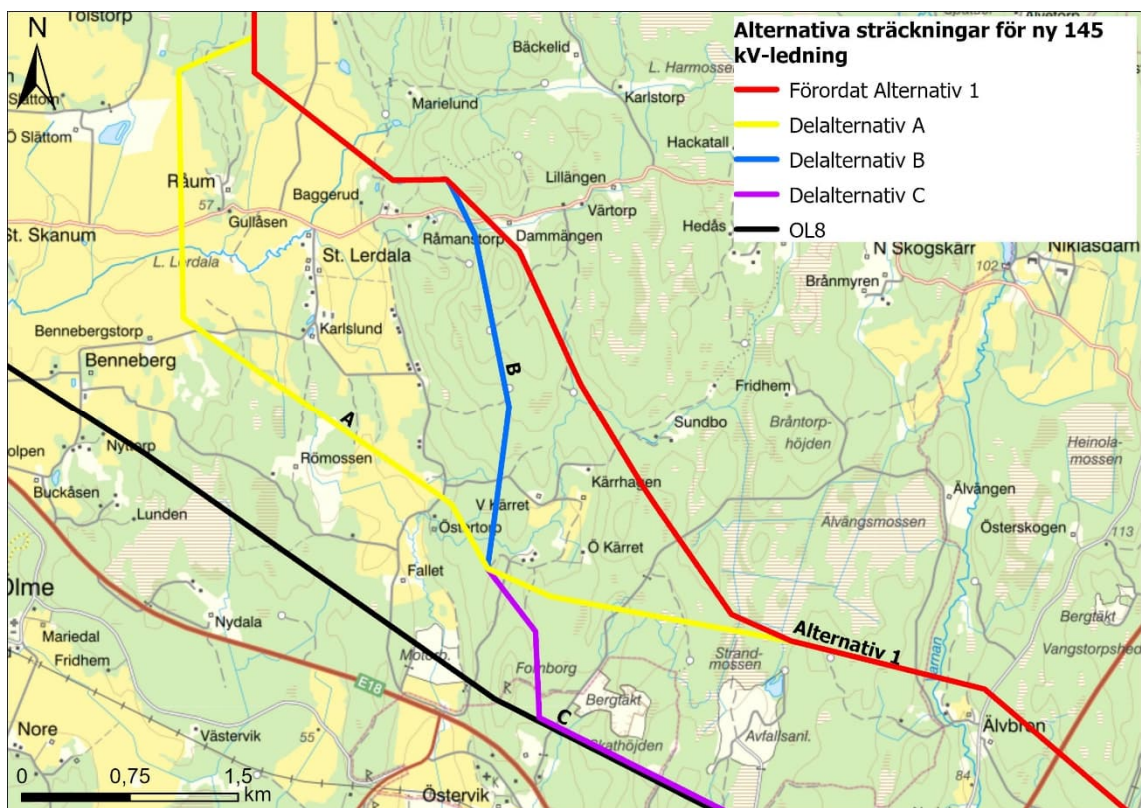 Tolstorp
N
Slättom
Ö Slättom
Bäckelid
L. Harmossen
Marielund
Karlstorp
Hackatall
Alternativa sträckningar för ny 145
kV-ledning
Förordat Alternativ 1
Delalternativ A
Delalternativ B
Delalternativ C
OL8
Råum
57
Gullåsen
Baggerud
Lillängen
Värtorp
Hedås
St. Skanum
St. Lerdala
Råmanstorp
Dammängen
N Skogskärr
Niklasdam
102
L. Lerdala
Brånmyren
Bennebergstorp
Karlslund
Benneberg
B
Fridhem
A
Sundbo
Bråntorp-
höjden
Heinola-
mossen
Nyttorp
Römossen
Buckåsen
Lunden
V Kärret
Kärrhagen
Älvången
Östertorp
Älvängsmossen
Österskogen
113
Ö Kärret
Fallet
Ölme
Nydala
Bergtäkt
Mariedal
Fridhem
Alternativ 1
Vangstorpshed
Motorp.
Strand-
mossen
Fornborg
E18
Bergtäkt
C
Nore
Västervik
55
Skathöjden
Avfallsanl.
Älvbron
84
0
0,75
1,5
km
Östervik